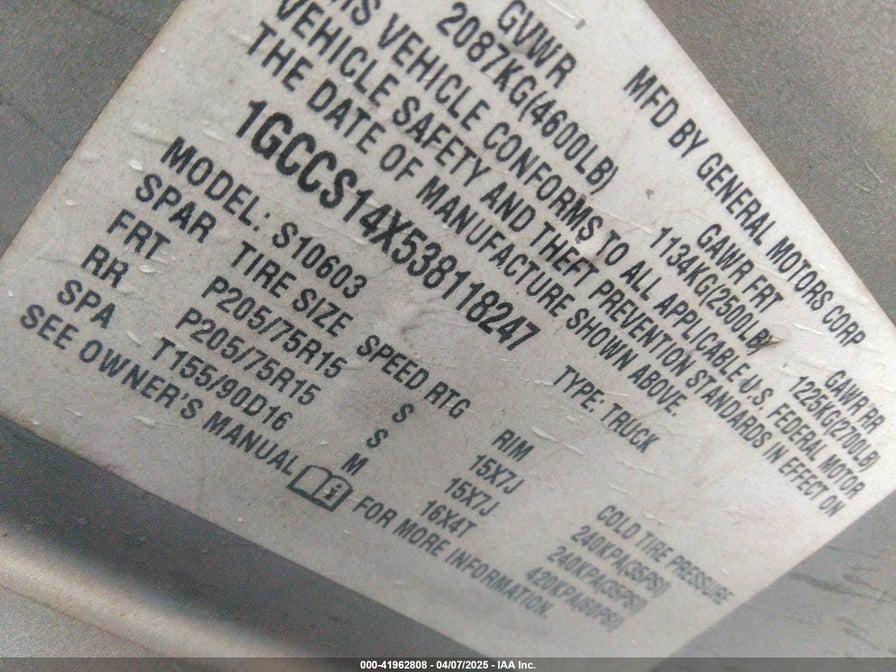 MFD BY GENERAL MOTORS CORP
GVWR GAWR FRT GAWR RR
2087KG(4600LB) 1134KG(2500LB) 1225KG(2700LB)
VEHICLE CONFORMS TO ALL APPLICABLE U.S. FEDERAL MOTOR
VEHICLE SAFETY AND THEFT PREVENTION STANDARDS IN EFFECT ON
THE DATE OF MANUFACTURE SHOWN ABOVE.
1GCCS14X538118247 TYPE: TRUCK
MODEL: S10603
TIRE SIZE SPEED RTG RIM COLD TIRE PRESSURE
SPAR
FRT P205/75R15 S 15X7J 240KPA(35PSI)
RR P205/75R15 S 15X7J 240KPA(35PSI)
SPA T155/90D16 M 16X4T 420KPA(60PSI)
SEE OWNER'S MANUAL FOR MORE INFORMATION.
000-41962808 - 04/07/2025 - IAA Inc.